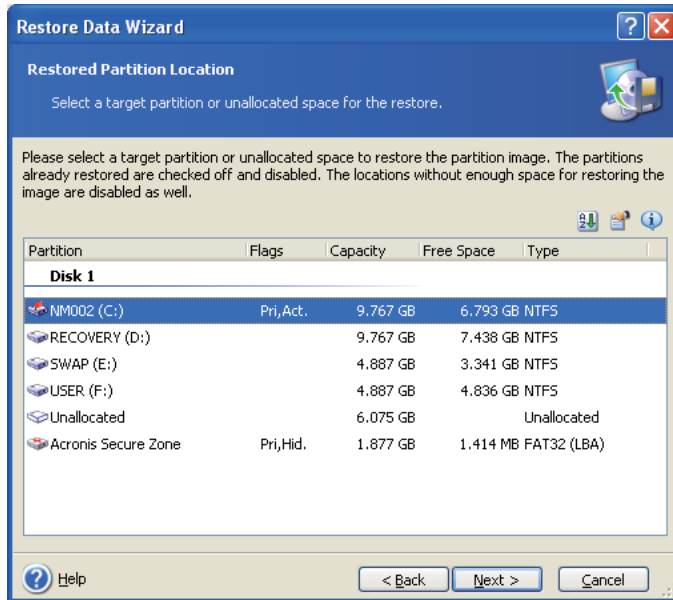 Restore Data Wizard
Restored Partition Location
Select a target partition or unallocated space for the restore.
Please select a target partition or unallocated space to restore the partition image. The partitions
already restored are checked off and disabled. The locations without enough space for restoring the
image are disabled as well.
Partition Flags Capacity Free Space Type
Disk 1
NM002 (C:) Pri,Act. 9.767 GB 6.793 GB NTFS
RECOVERY (D:) 9.767 GB 7.438 GB NTFS
SWAP (E:) 4.887 GB 3.341 GB NTFS
USER (F:) 4.887 GB 4.836 GB NTFS
Unallocated 6.075 GB Unallocated
Acronis Secure Zone Pri,Hid. 1.877 GB 1.414 MB FAT32 (LBA)
Help < Back Next > Cancel